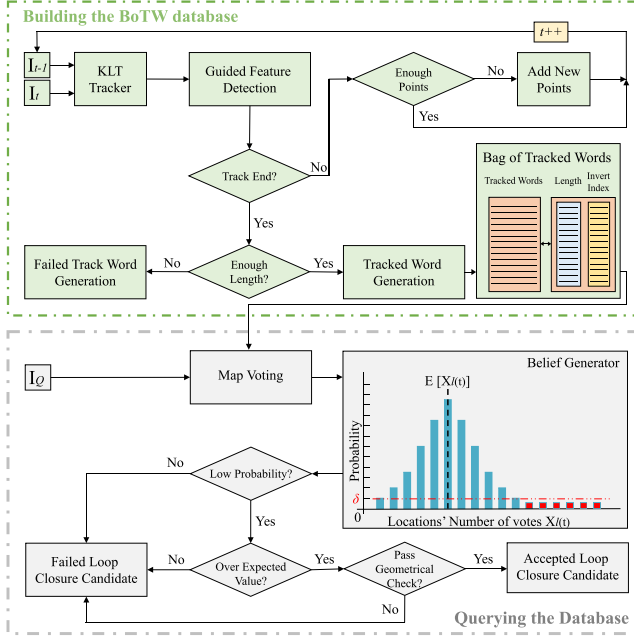 Building the BoTW database
t++
It-1
It
KLT
Tracker
Guided Feature
Detection
Enough
Points
No
Add New
Points
Yes
No
Track End?
Yes
Bag of Tracked Words
Tracked Words
Length
Invert
Index
Failed Track Word
Generation
No
Enough
Length?
Yes
Tracked Word
Generation
IQ
Map Voting
Belief Generator
E [Xl(t)]
Probability
δ
0
Locations' Number of votes Xl(t)
No
Low Probability?
Yes
Failed Loop
Closure Candidate
No
Over Expected
Value?
Yes
Pass
Geometrical
Check?
Yes
Accepted Loop
Closure Candidate
No
Querying the Database